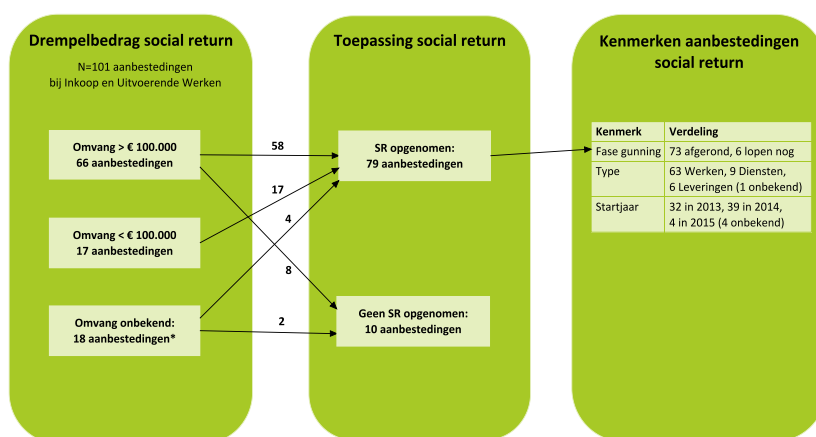 Drempelbedrag social return
N=101 aanbestedingen
bij Inkoop en Uitvoerende Werken
Omvang > € 100.000
66 aanbestedingen
Omvang < € 100.000
17 aanbestedingen
Omvang onbekend:
18 aanbestedingen*
58
17
4
8
2
Toepassing social return
SR opgenomen:
79 aanbestedingen
Geen SR opgenomen:
10 aanbestedingen
Kenmerken aanbestedingen
social return
Kenmerk Verdeling
Fase gunning 73 afgerond, 6 lopen nog
Type 63 Werken, 9 Diensten,
6 Leveringen (1 onbekend)
Startjaar 32 in 2013, 39 in 2014,
4 in 2015 (4 onbekend)